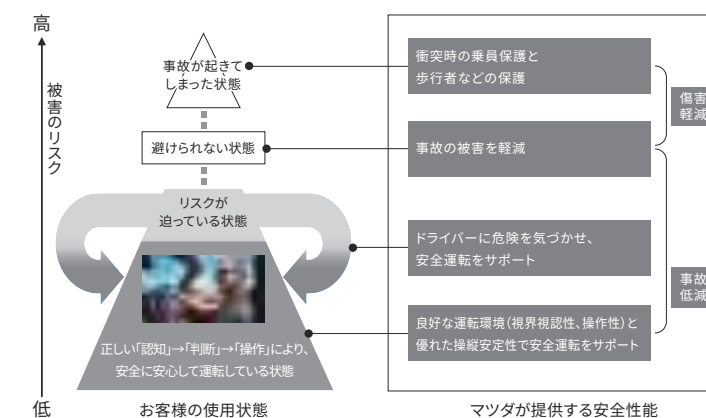 高
被害のリスク
低
事故が起きて
しまった状態
避けられない状態
リスクが
迫っている状態
正しい「認知」→「判断」→「操作」により、
安全に安心して運転している状態
お客様の使用状態
衝突時の乗員保護と
歩行者などの保護
事故の被害を軽減
ドライバーに危険を気づかせ、
安全運転をサポート
良好な運転環境（視界視認性、操作性）と
優れた操縦安定性で安全運転をサポート
傷害
軽減
事故
低減
マツダが提供する安全性能